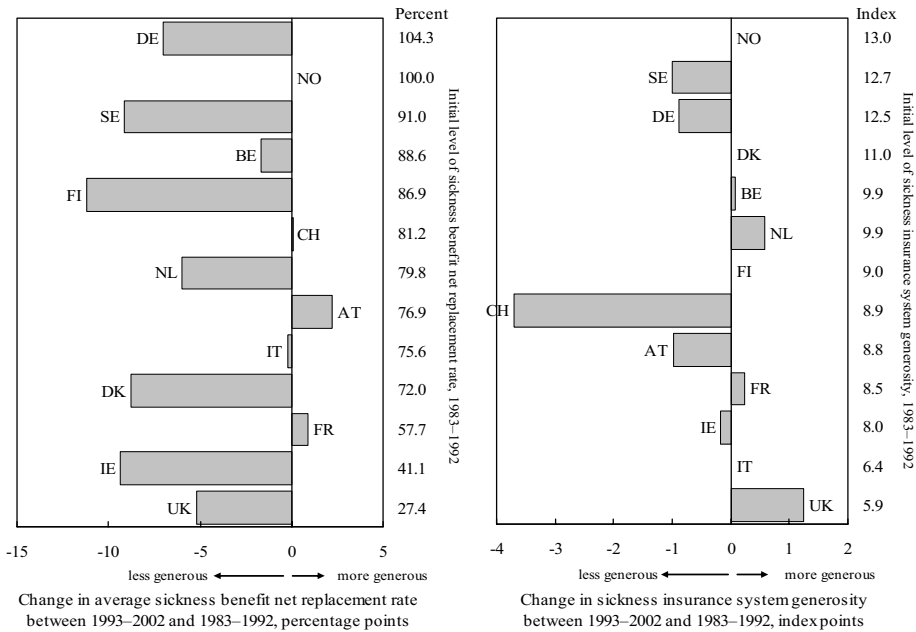 Percent
DE 104.3
NO 100.0
SE 91.0
BE 88.6
FI 86.9
CH 81.2
NL 79.8
AT 76.9
IT 75.6
DK 72.0
FR 57.7
IE 41.1
UK 27.4
-15 -10 -5 0 5
less generous more generous
Change in average sickness benefit net replacement rate
between 1993–2002 and 1983–1992, percentage points
Initial level of sickness benefit net replacement rate, 1983–1992
Index
NO 13.0
SE 12.7
DE 12.5
DK 11.0
BE 9.9
NL 9.9
FI 9.0
CH 8.9
AT 8.8
FR 8.5
IE 8.0
IT 6.4
UK 5.9
-4 -3 -2 -1 0 1 2
less generous more generous
Change in sickness insurance system generosity
between 1993–2002 and 1983–1992, index points
Initial level of sickness insurance system generosity, 1983–1992